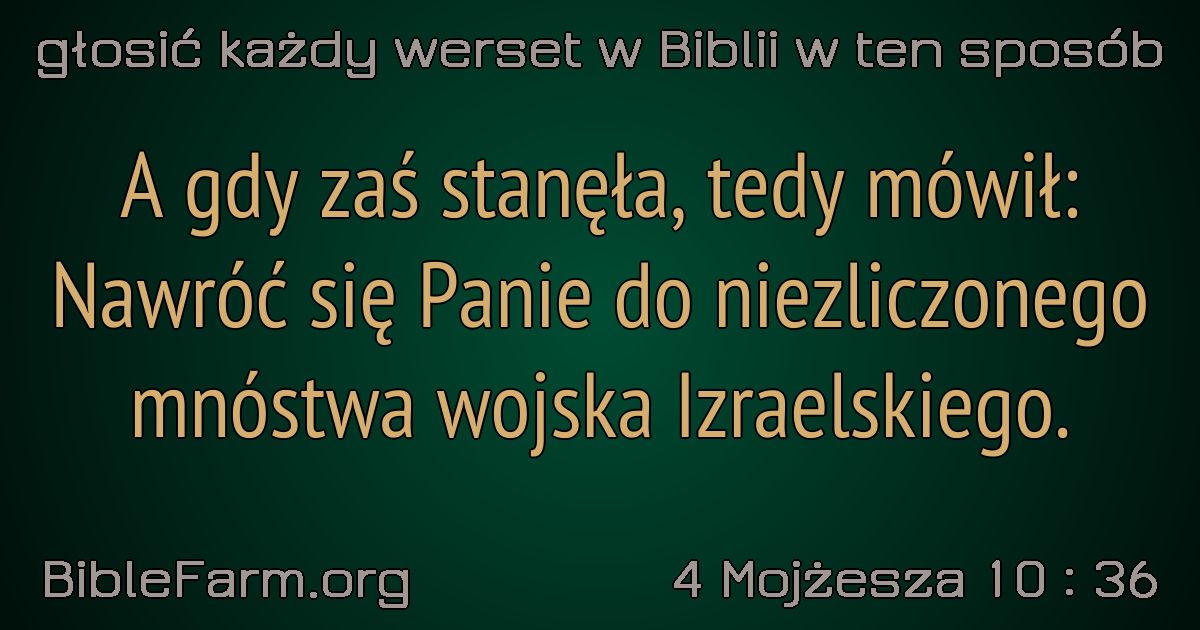 głosić każdy werset w Biblii w ten sposób
A gdy zaś stanęła, tedy mówił:
Nawróć się Panie do niezliczonego
mnóstwa wojska Izraelskiego.
BibleFarm.org
4 Mojżesza 10 : 36